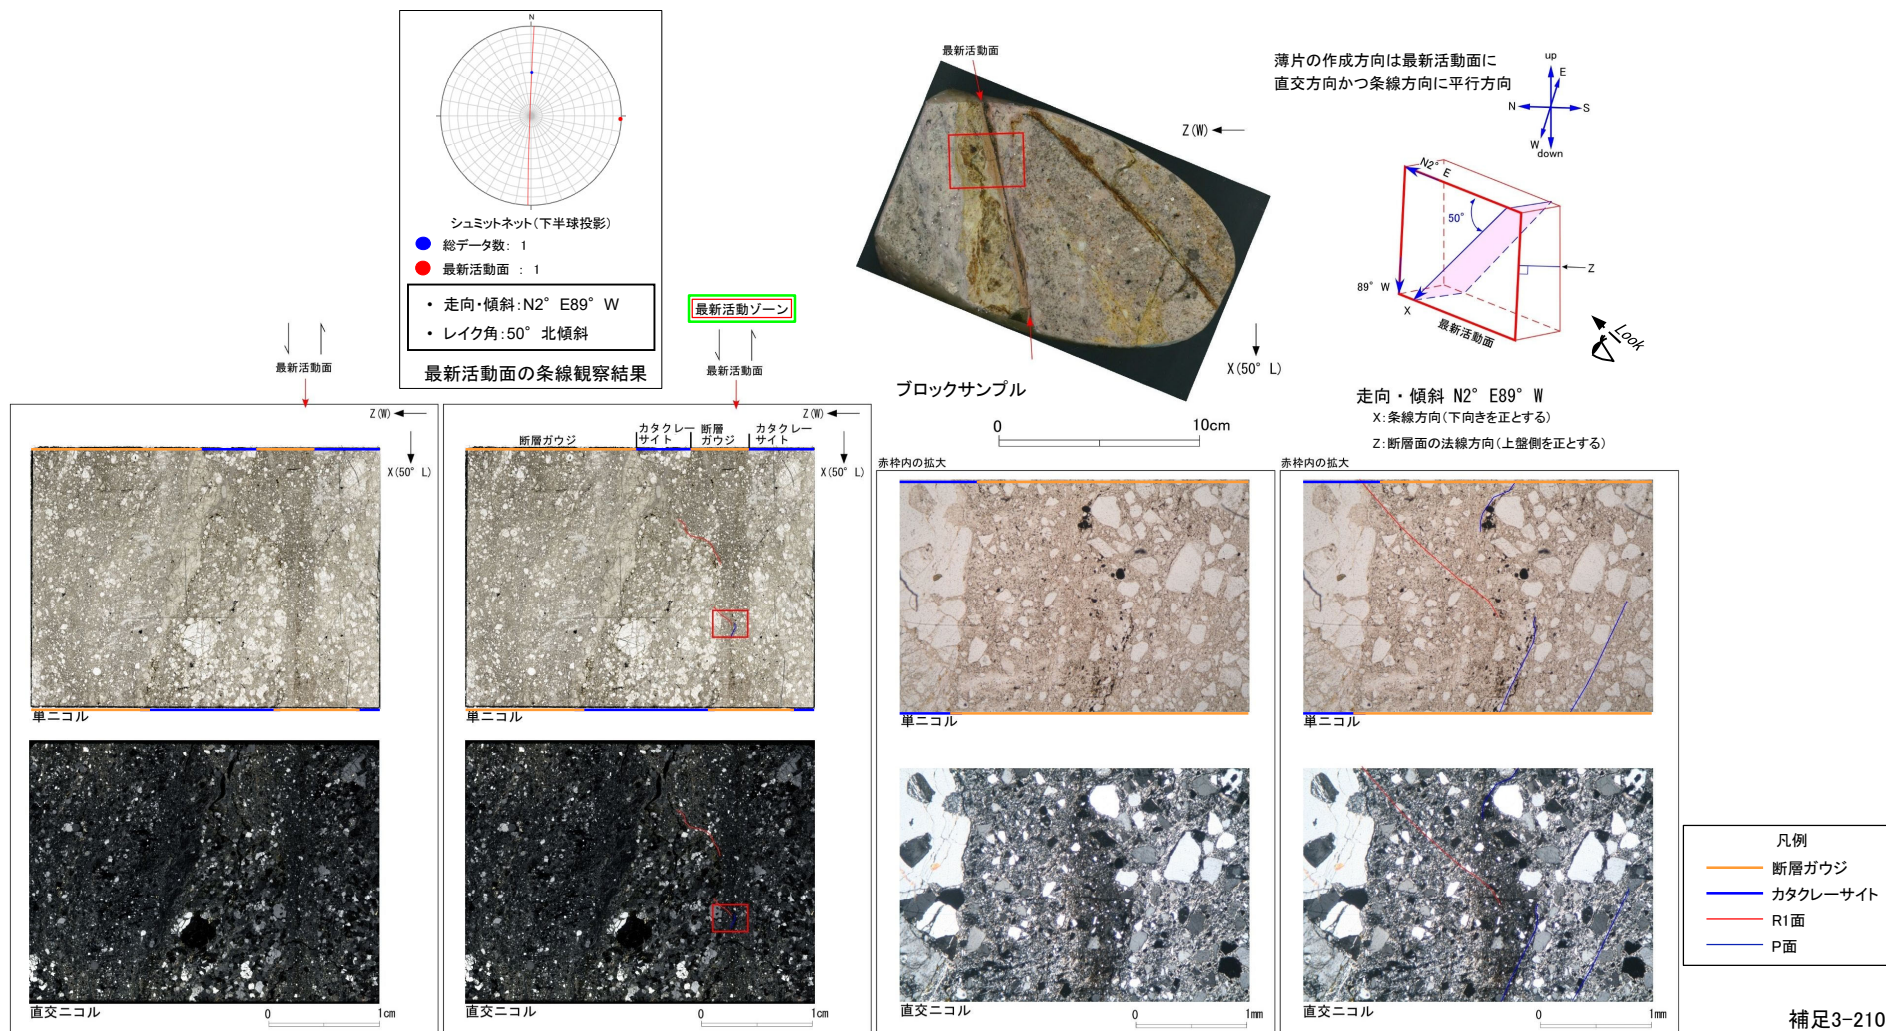 N
シュミットネット(下半球投影)
総データ数: 1
最新活動面 : 1
・ 走向・傾斜:N2° E89° W
・ レイク角:50° 北傾斜
最新活動面の条線観察結果
最新活動面
最新活動ゾーン
最新活動面
最新活動面
Z(W)
X(50° L)
ブロックサンプル
0
10cm
薄片の作成方向は最新活動面に
直交方向かつ条線方向に平行方向
up
E
N
S
W
down
N2° E
50°
Z
89° W
X
最新活動面
Look
走向・傾斜 N2° E89° W
X:条線方向(下向きを正とする)
Z:断層面の法線方向(上盤側を正とする)
Z(W)
X(50° L)
単ニコル
直交ニコル
0
1cm
Z(W)
断層ガウジ
カタクレー
サイト
断層
ガウジ
カタクレー
サイト
X(50° L)
単ニコル
直交ニコル
0
1cm
赤枠内の拡大
単ニコル
直交ニコル
0
1mm
赤枠内の拡大
単ニコル
直交ニコル
0
1mm
凡例
断層ガウジ
カタクレーサイト
R1面
P面
補足3-210